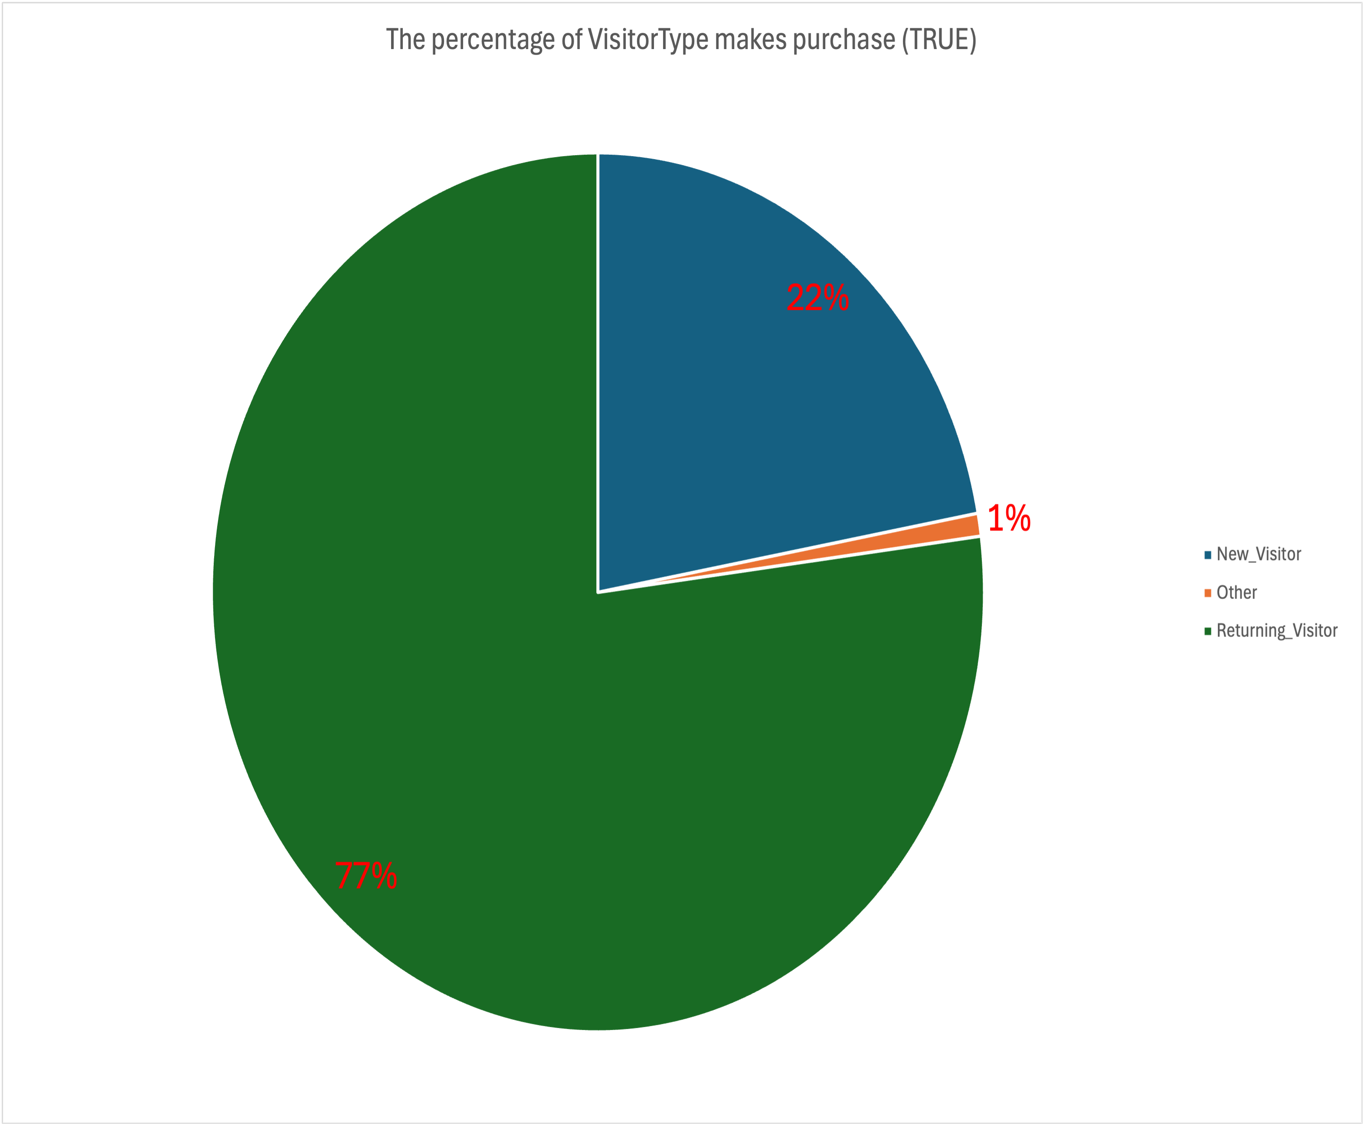 The percentage of VisitorType makes purchase (TRUE)
22%
1%
New_Visitor
Other
Returning_Visitor
77%